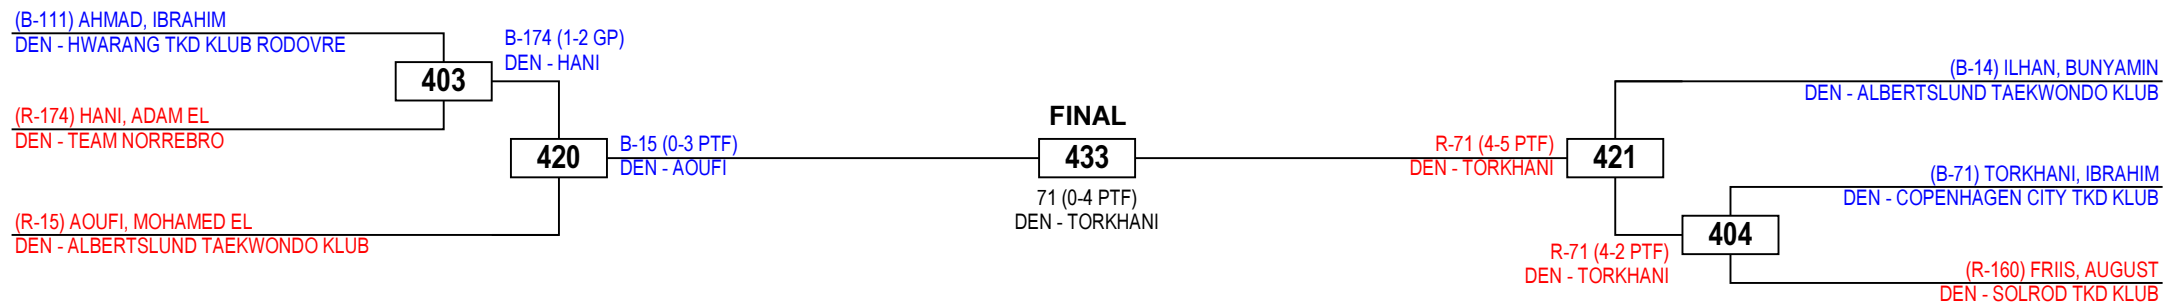 (B-111) AHMAD, IBRAHIM
DEN - HWARANG TKD KLUB RODOVRE
403
(R-174) HANI, ADAM EL
DEN - TEAM NORREBRO
B-174 (1-2 GP)
DEN - HANI
420
(R-15) AOUFI, MOHAMED EL
DEN - ALBERTSLUND TAEKWONDO KLUB
B-15 (0-3 PTF)
DEN - AOUFI
FINAL
433
71 (0-4 PTF)
DEN - TORKHANI
R-71 (4-5 PTF)
DEN - TORKHANI
421
(B-14) ILHAN, BUNYAMIN
DEN - ALBERTSLUND TAEKWONDO KLUB
(B-71) TORKHANI, IBRAHIM
DEN - COPENHAGEN CITY TKD KLUB
404
R-71 (4-2 PTF)
DEN - TORKHANI
(R-160) FRIIS, AUGUST
DEN - SOLROD TKD KLUB